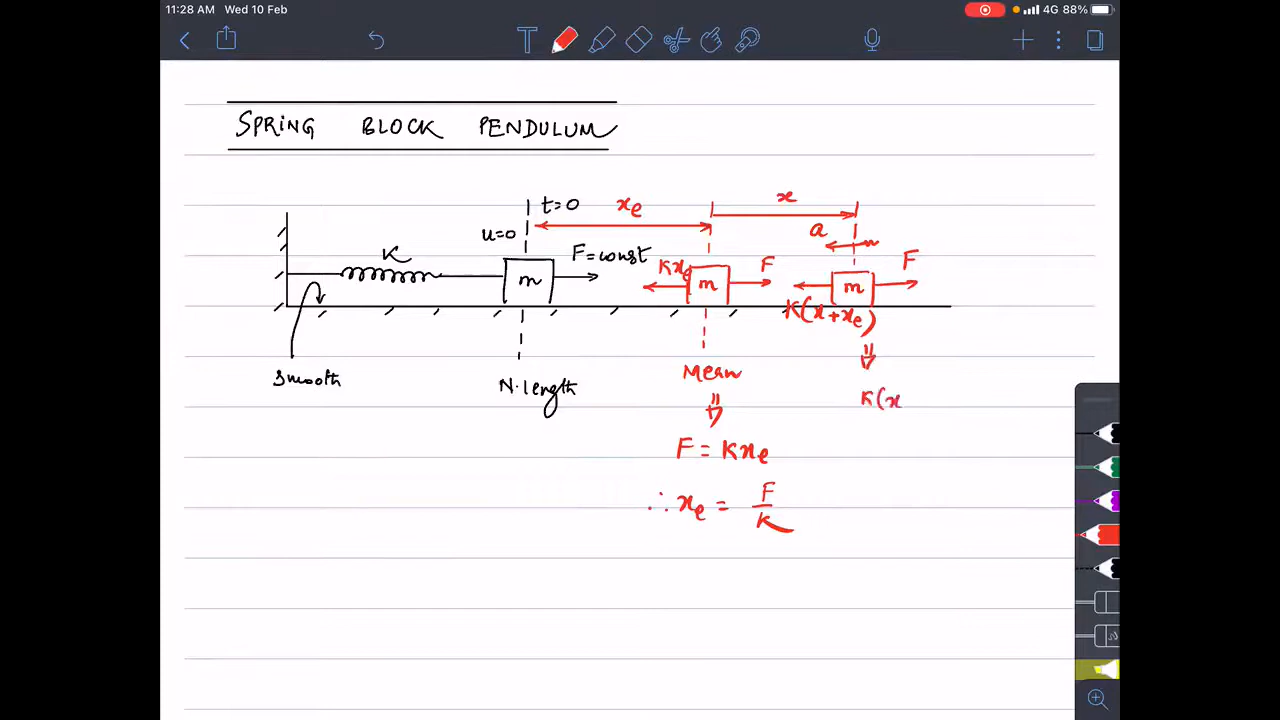 11:28 AM Wed 10 Feb
4G 88%
T
SPRING BLOCK PENDULUM
t=0
xe
x
u=0
a
K
F=const
Kxe
F
F
m
m
m
K(x+xe)
Smooth
N.length
Mean
K(x
F = Kxe
∴ xe = F/K